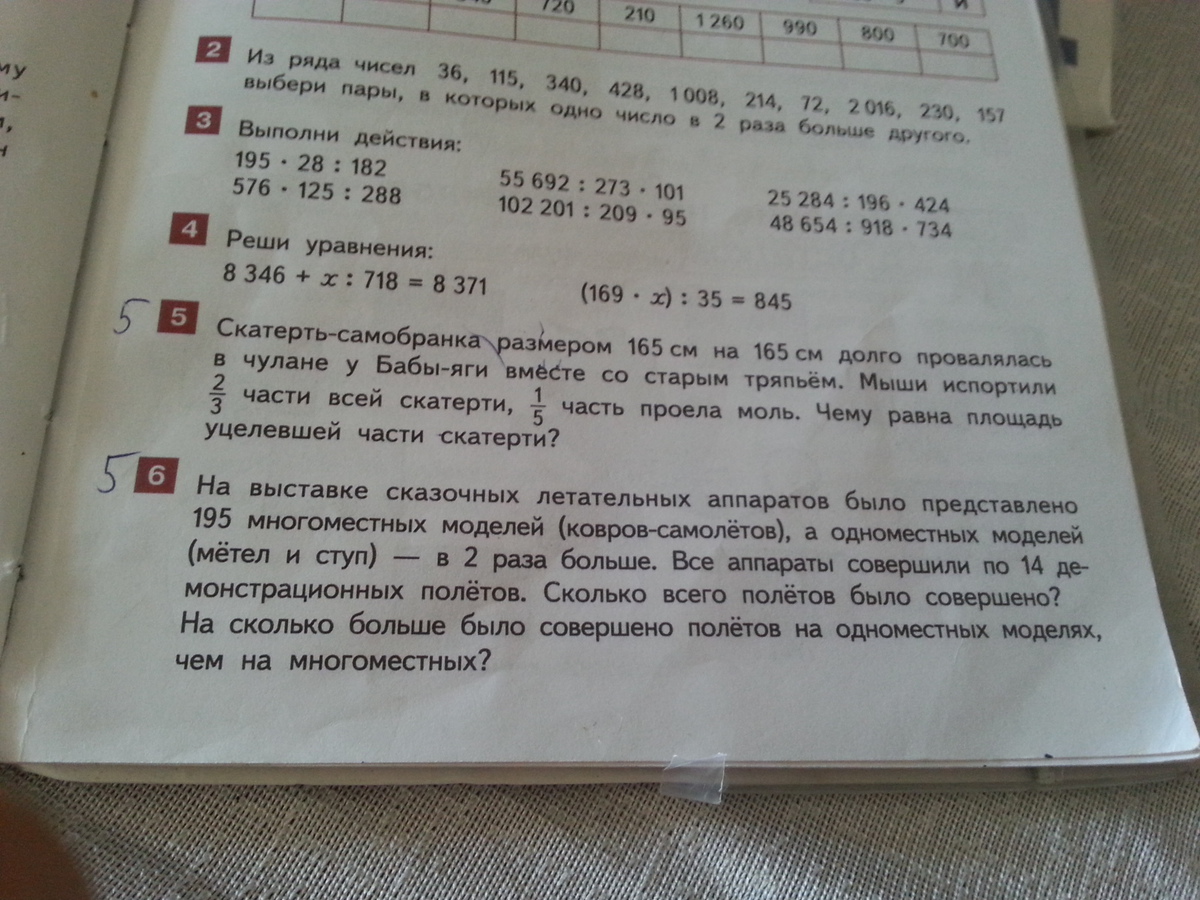 720 210 1 260 990 800 700
2 Из ряда чисел 36, 115, 340, 428, 1 008, 214, 72, 2 016, 230, 157
выбери пары, в которых одно число в 2 раза больше другого.
3 Выполни действия:
195 · 28 : 182 55 692 : 273 · 101 25 284 : 196 · 424
576 · 125 : 288 102 201 : 209 · 95 48 654 : 918 · 734
4 Реши уравнения:
8 346 + x : 718 = 8 371 (169 · x) : 35 = 845
5 5 Скатерть-самобранка размером 165 см на 165 см долго провалялась
в чулане у Бабы-яги вместе со старым тряпьём. Мыши испортили
2/3 части всей скатерти, 1/5 часть проела моль. Чему равна площадь
уцелевшей части скатерти?
5 6 На выставке сказочных летательных аппаратов было представлено
195 многоместных моделей (ковров-самолётов), а одноместных моделей
(мётел и ступ) — в 2 раза больше. Все аппараты совершили по 14 де-
монстрационных полётов. Сколько всего полётов было совершено?
На сколько больше было совершено полётов на одноместных моделях,
чем на многоместных?